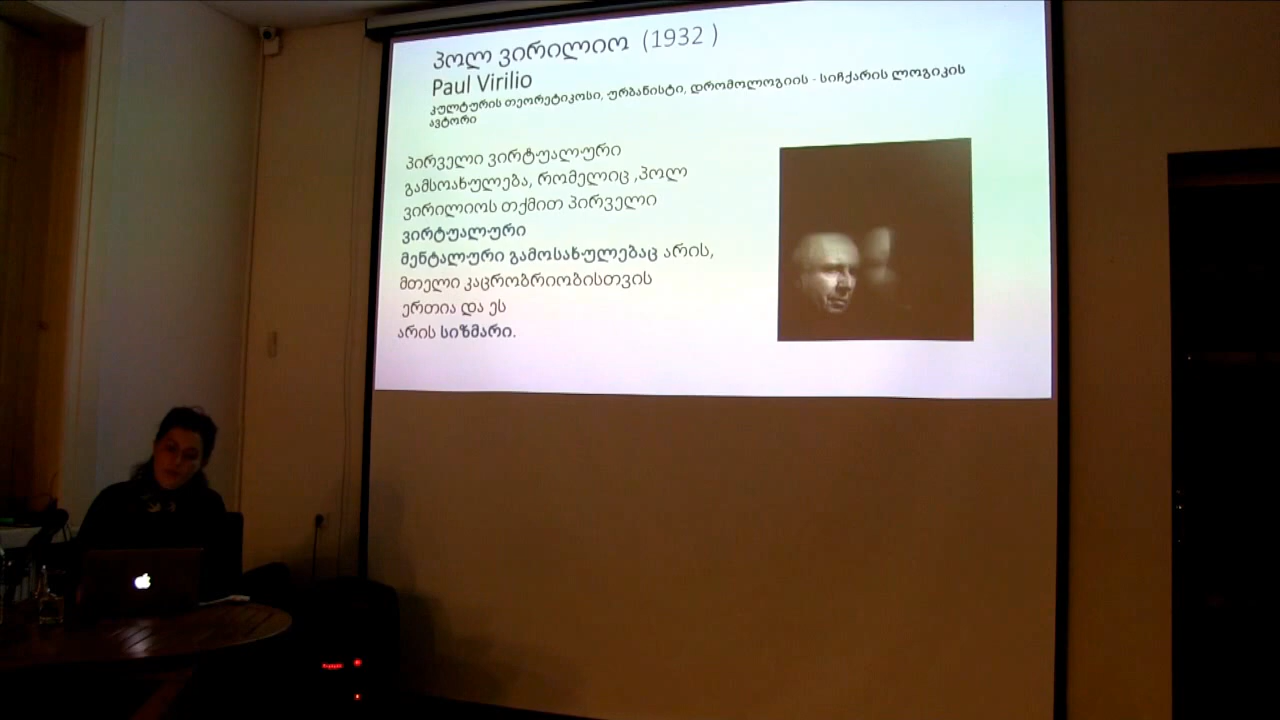 პოლ ვირილიო (1932 )
Paul Virilio
კულტურის თეორეტიკოსი, ურბანისტი, დრომოლოგიის - სიჩქარის ლოგიკის
ავტორი
პირველი ვირტუალური
გამსოახულება, რომელიც ,პოლ
ვირილიოს თქმით პირველი
ვირტუალური
მენტალური გამოსახულებაც არის,
მთელი კაცრობრიობისთვის
ერთია და ეს
არის სიზმარი.